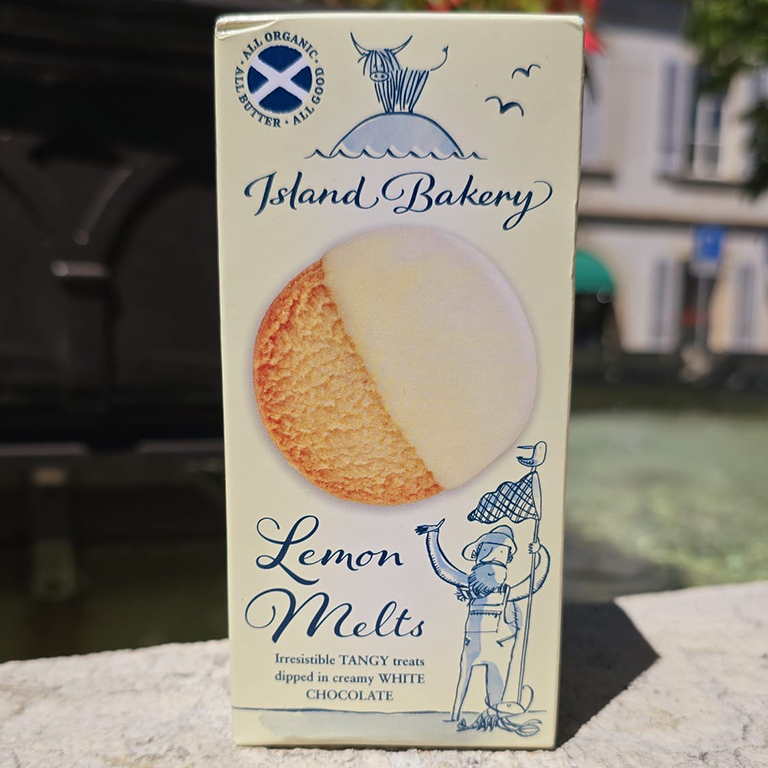 · ALL ORGANIC · ALL GOOD · ALL BUTTER
Island Bakery
Lemon
Melts
Irresistible TANGY treats
dipped in creamy WHITE
CHOCOLATE